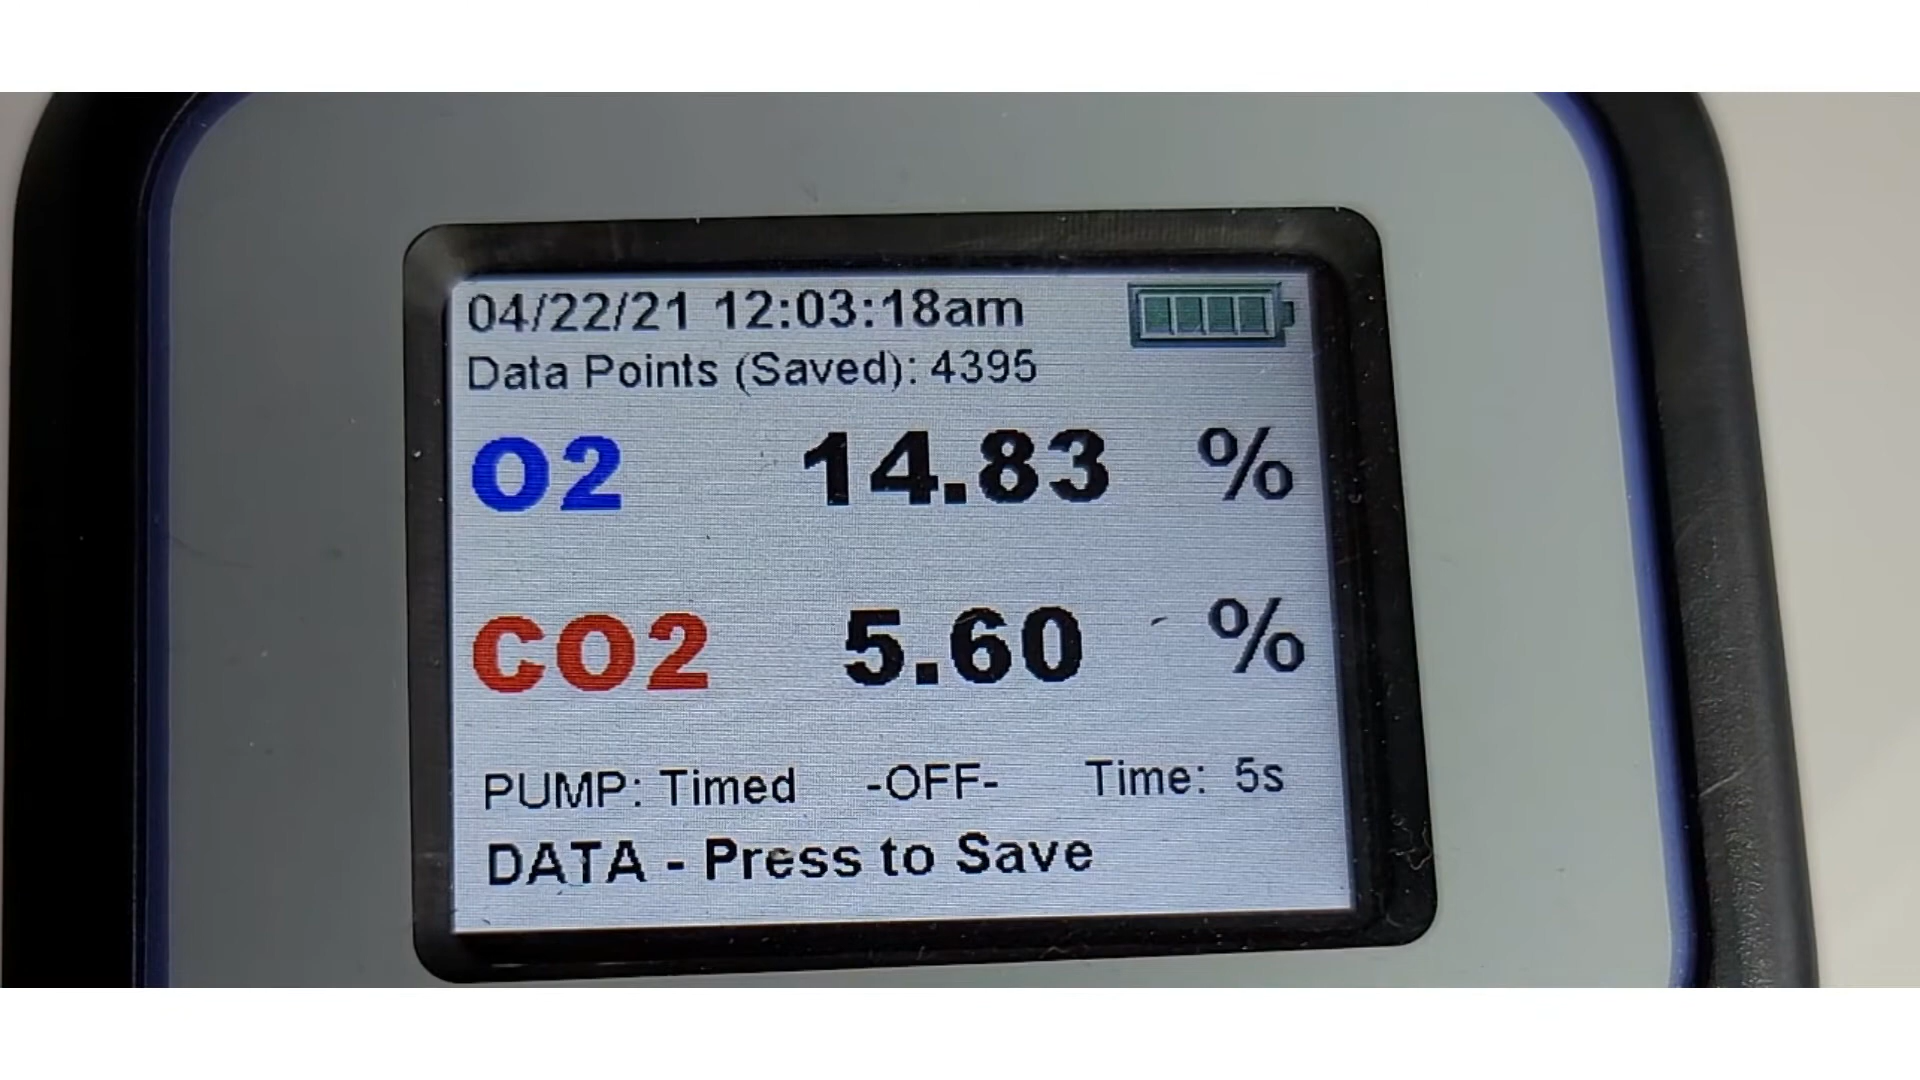 04/22/21 12:03:18am
Data Points (Saved): 4395
O2 14.83 %
CO2 5.60 %
PUMP: Timed -OFF- Time: 5s
DATA - Press to Save